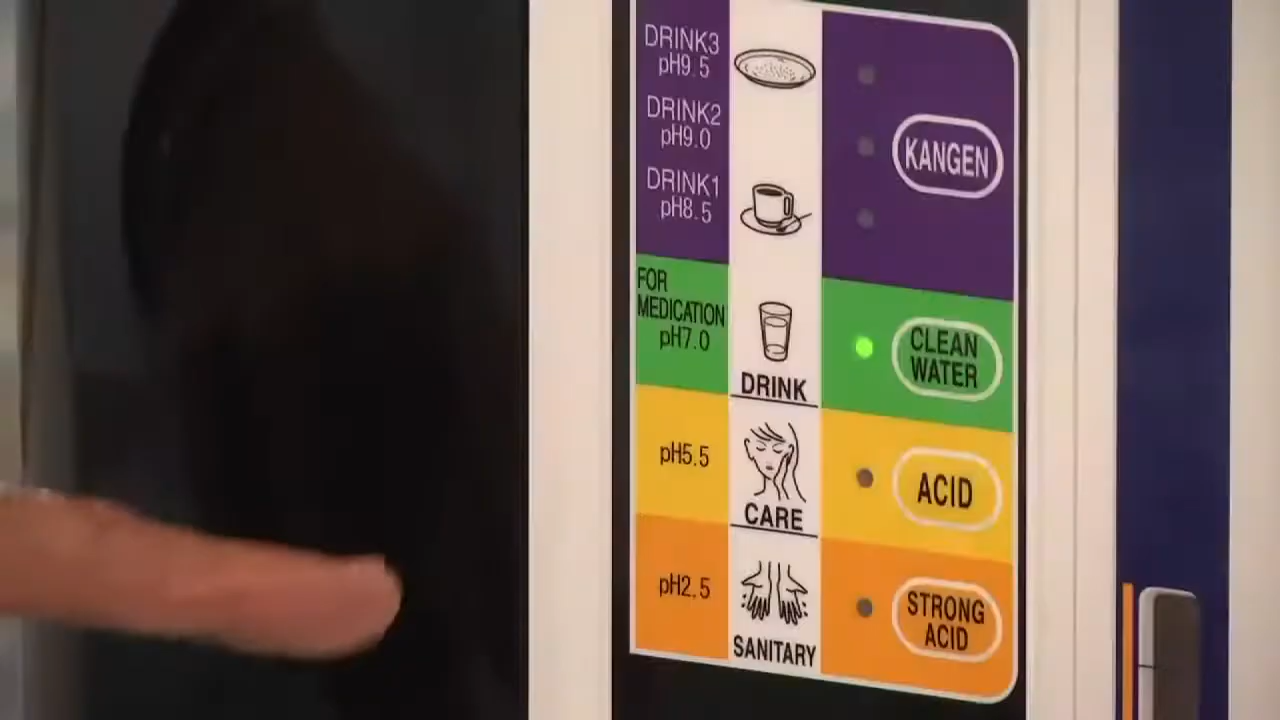 DRINK3
pH9.5
DRINK2
pH9.0
DRINK1
pH8.5
KANGEN
FOR
MEDICATION
pH7.0
DRINK
CLEAN
WATER
pH5.5
CARE
ACID
pH2.5
SANITARY
STRONG
ACID